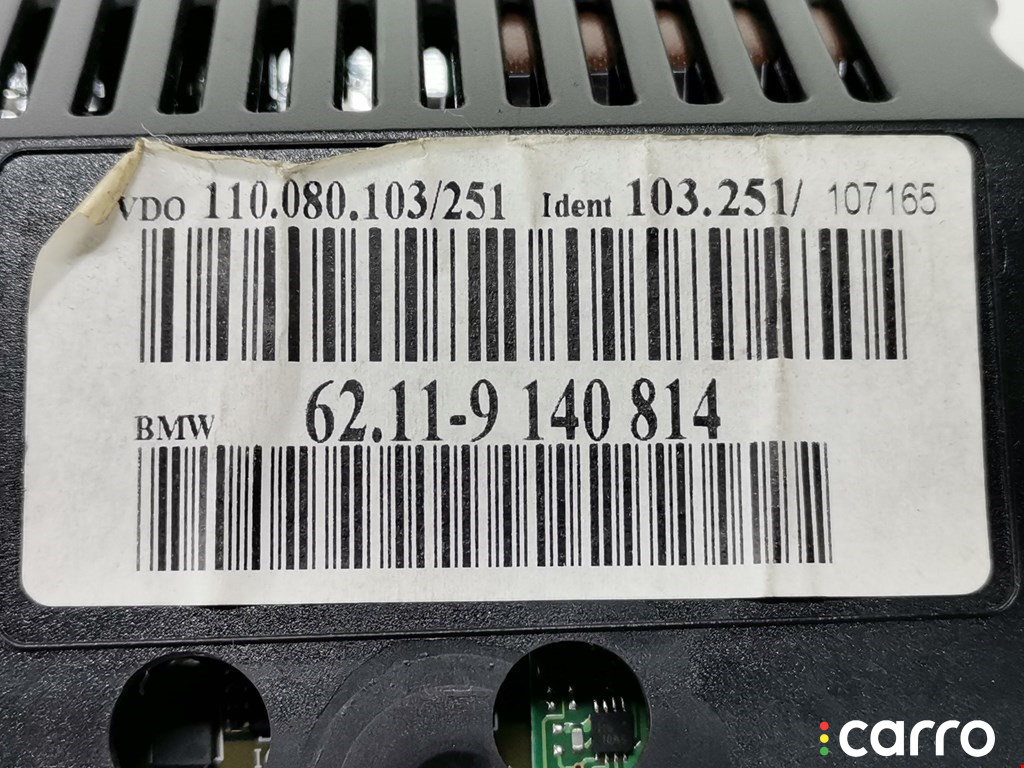 VDO 110.080.103/251 Ident 103.251/ 107165
BMW 62.11-9 140 814
carro